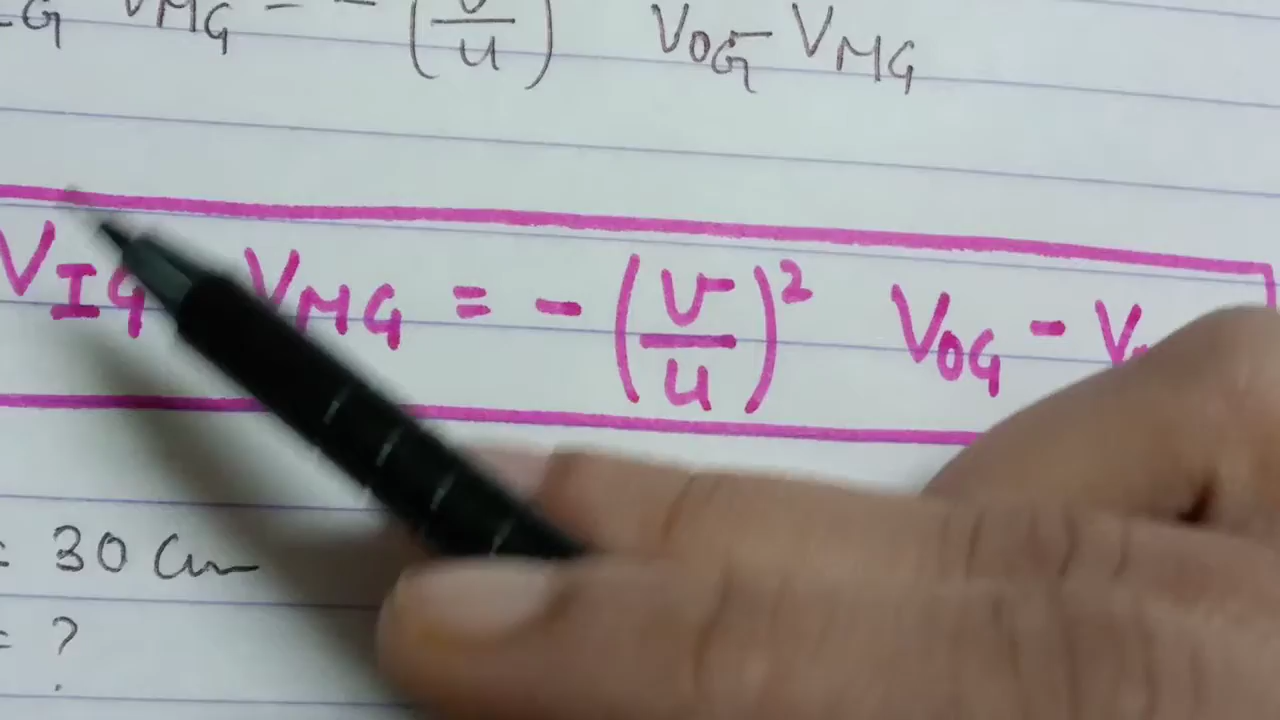 G VMG = - (v/u) VOG - VMG
VIG VMG = - (v/u)² VOG - V
= 30 cm
= ?